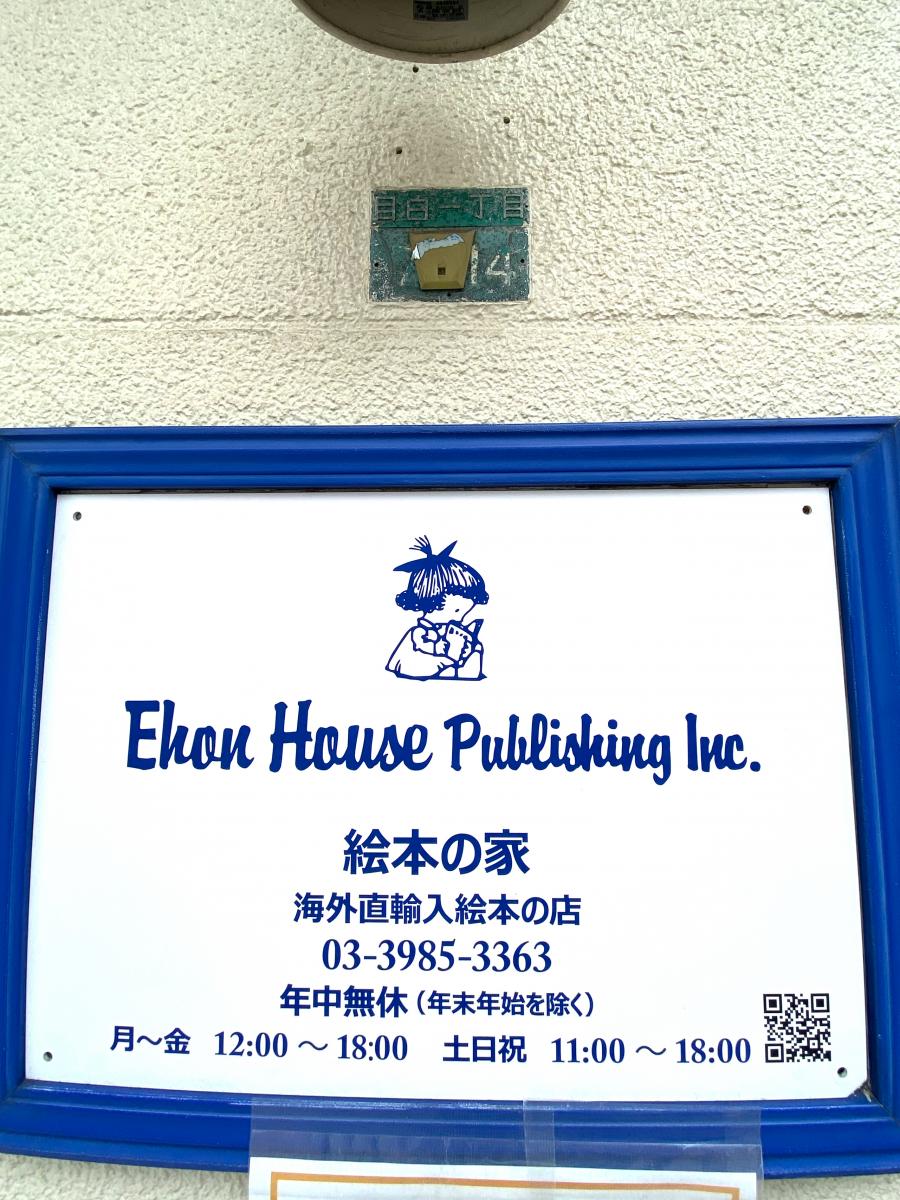 目白一丁目
14
Ehon House Publishing Inc.
絵本の家
海外直輸入絵本の店
03-3985-3363
年中無休（年末年始を除く）
月～金 12:00 ～ 18:00 土日祝 11:00 ～ 18:00